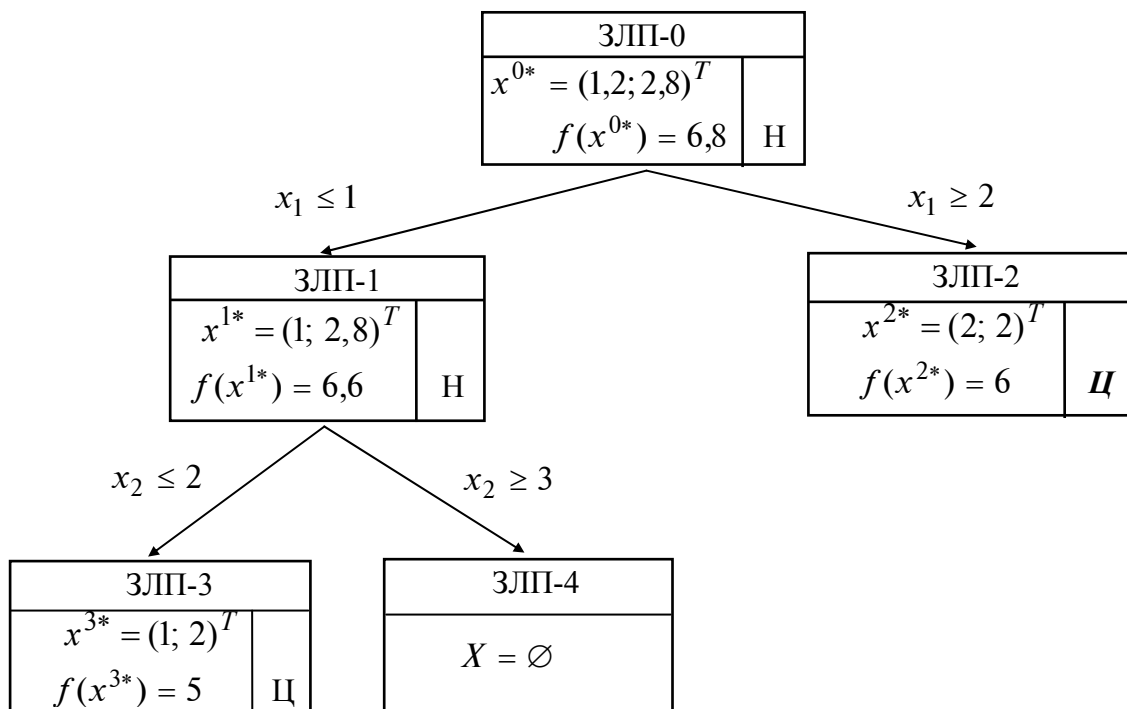 ЗЛП-0
x^{0*} = (1,2; 2,8)^T
f(x^{0*}) = 6,8
Н
x_1 ≤ 1
x_1 ≥ 2
ЗЛП-1
x^{1*} = (1; 2,8)^T
f(x^{1*}) = 6,6
Н
ЗЛП-2
x^{2*} = (2; 2)^T
f(x^{2*}) = 6
Ц
x_2 ≤ 2
x_2 ≥ 3
ЗЛП-3
x^{3*} = (1; 2)^T
f(x^{3*}) = 5
Ц
ЗЛП-4
X = ∅